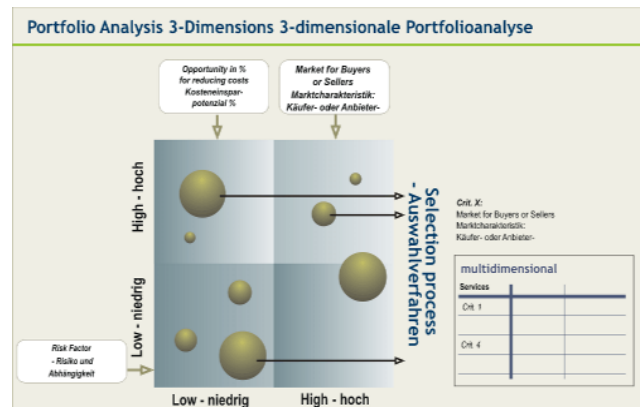 Portfolio Analysis 3-Dimensions 3-dimensionale Portfolioanalyse
Opportunity in %
for reducing costs
Kosteneinspar-
potenzial %
Market for Buyers
or Sellers
Marktcharakteristik:
Käufer- oder Anbieter-
High - hoch
Low - niedrig
Selection process
- Auswahlverfahren
Crit. X:
Market for Buyers or Sellers
Marktcharakteristik:
Käufer- oder Anbieter-
multidimensional
Services
Crit. 1
Crit. 4
Risk Factor
- Risiko und
Abhängigkeit
Low - niedrig
High - hoch